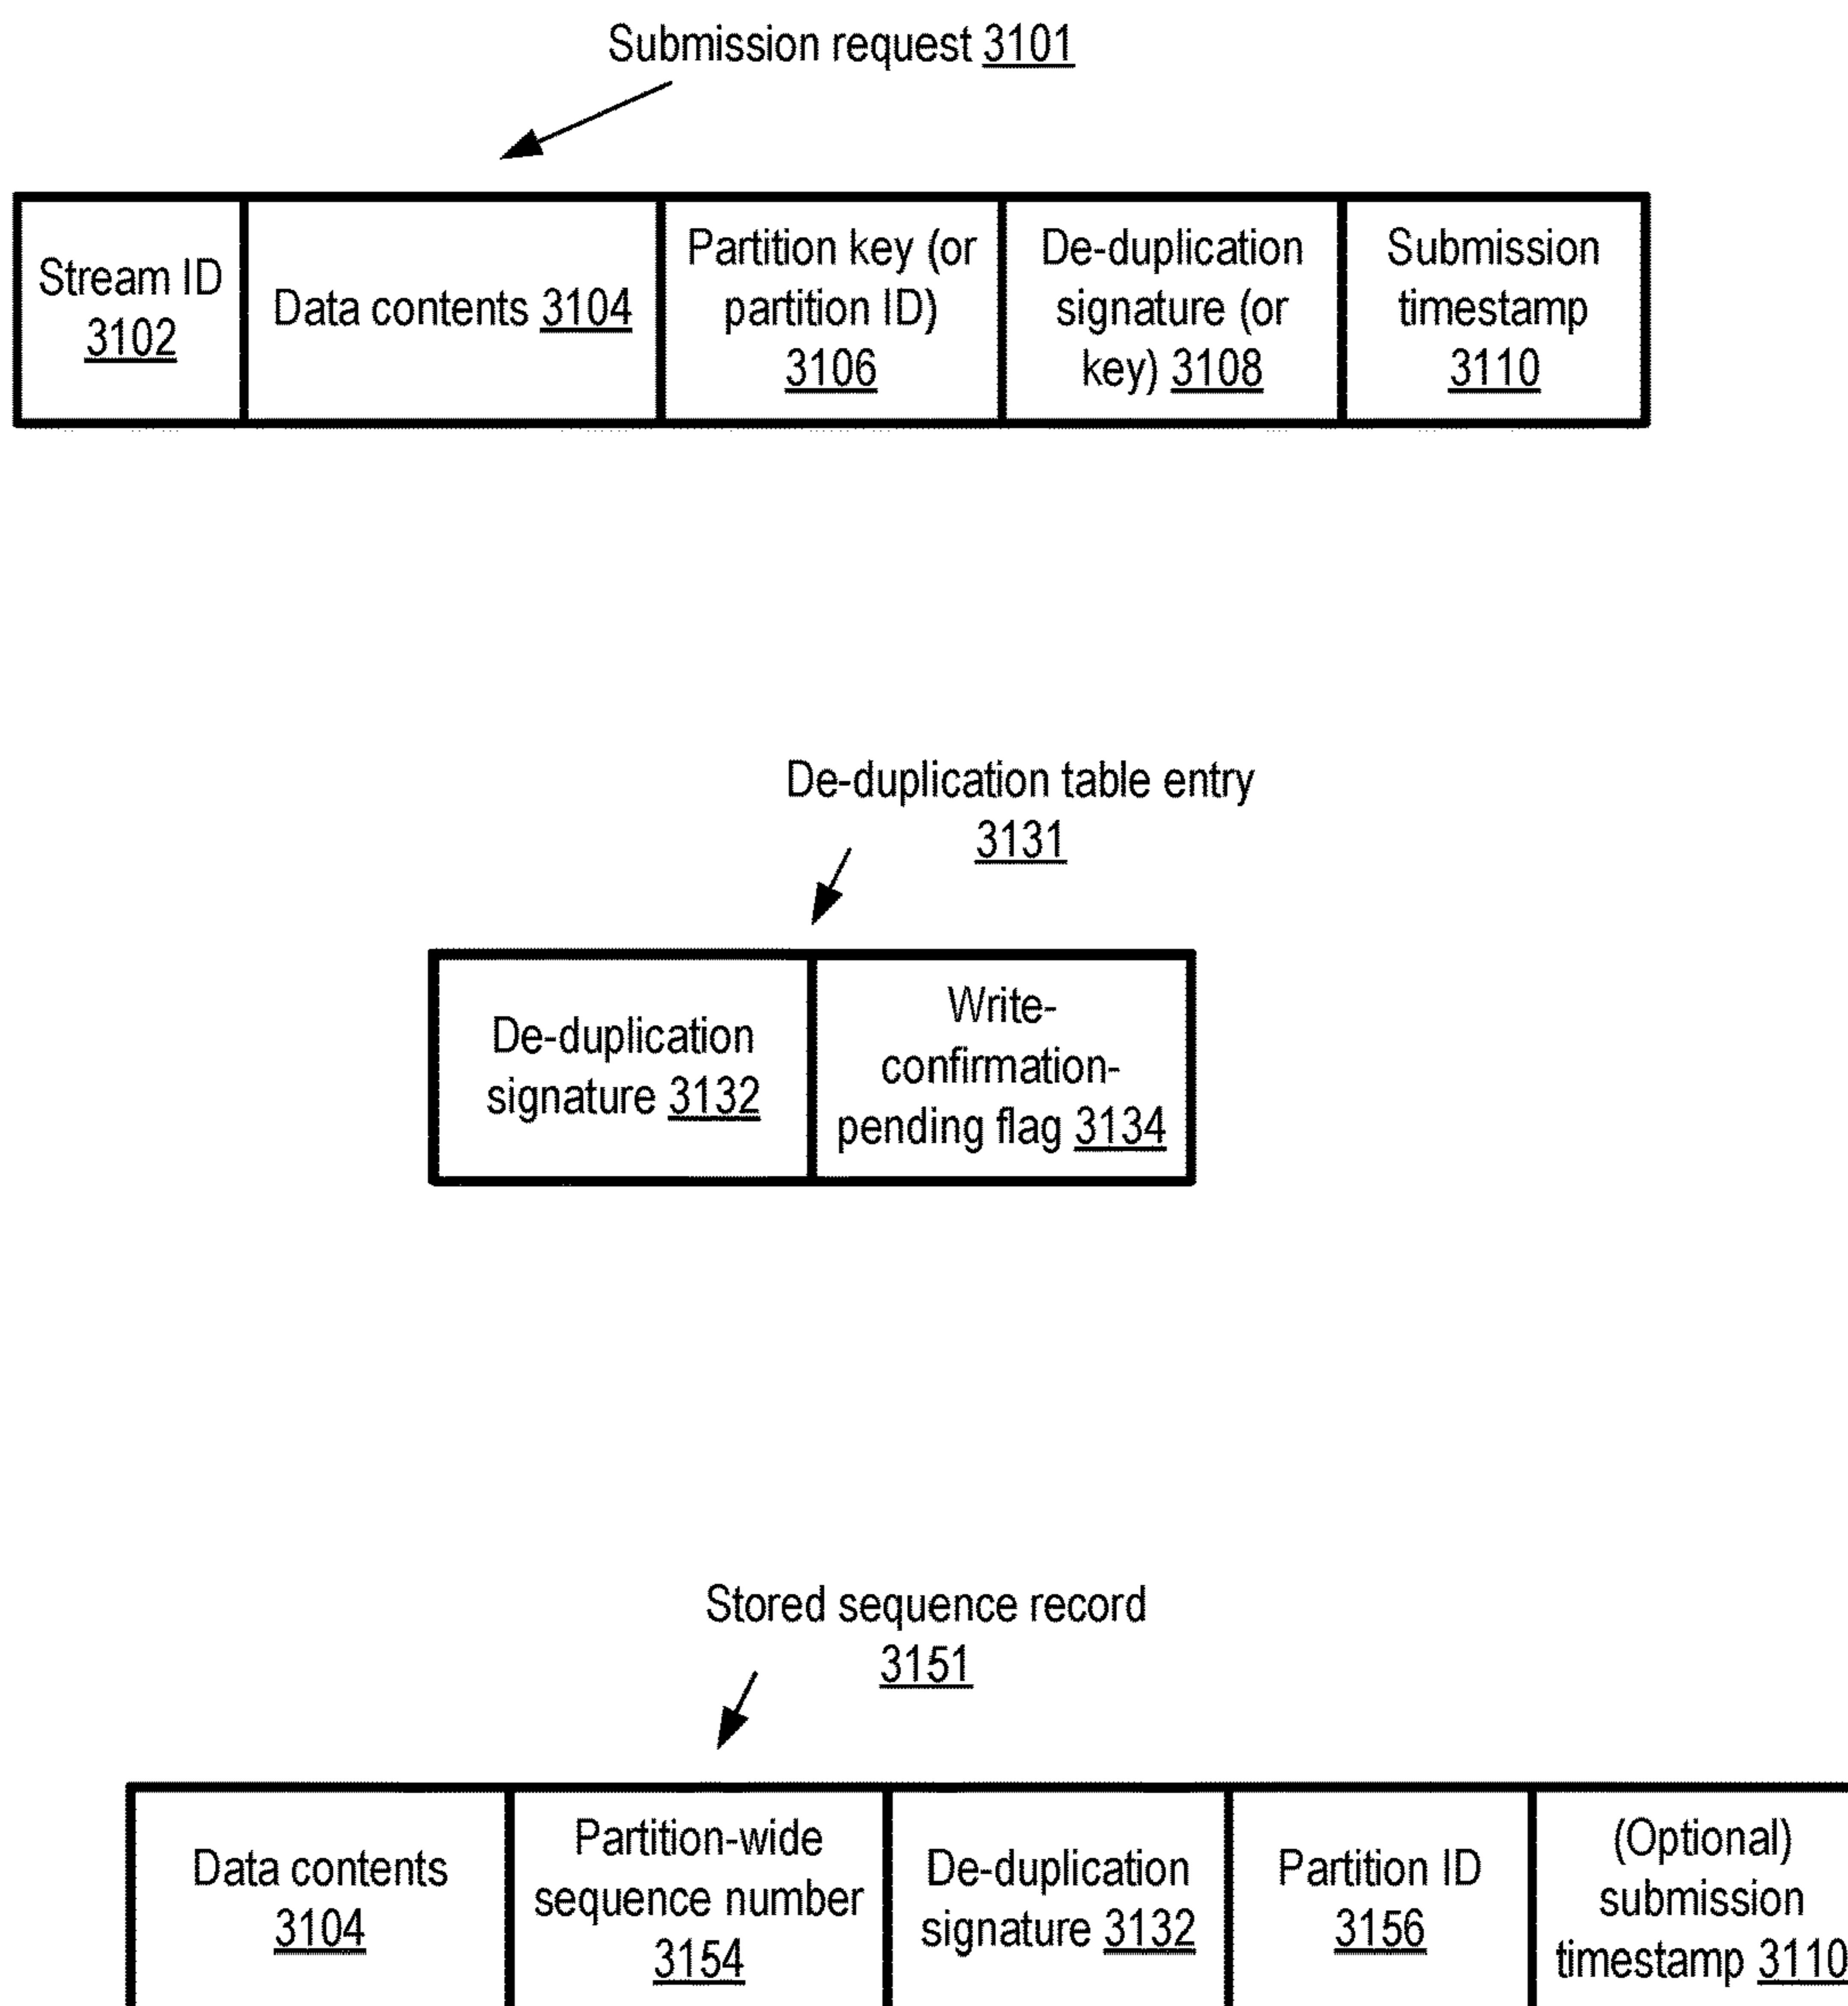 Submission request 3101
Stream ID
3102
Data contents 3104
Partition key (or
partition ID)
3106
De-duplication
signature (or
key) 3108
Submission
timestamp
3110
De-duplication table entry
3131
De-duplication
signature 3132
Write-
confirmation-
pending flag 3134
Stored sequence record
3151
Data contents
3104
Partition-wide
sequence number
3154
De-duplication
signature 3132
Partition ID
3156
(Optional)
submission
timestamp 3110